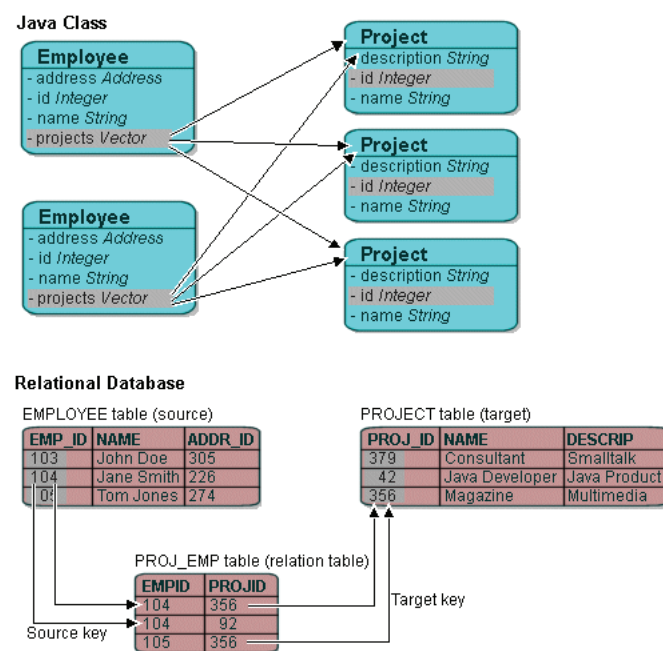 Java Class
Employee
- address Address
- id Integer
- name String
- projects Vector
Employee
- address Address
- id Integer
- name String
- projects Vector
Project
- description String
- id Integer
- name String
Project
- description String
- id Integer
- name String
Project
- description String
- id Integer
- name String
Relational Database
EMPLOYEE table (source)
EMP_ID NAME ADDR_ID
103 John Doe 305
104 Jane Smith 226
105 Tom Jones 274
PROJECT table (target)
PROJ_ID NAME DESCRIP
379 Consultant Smalltalk
42 Java Developer Java Product
356 Magazine Multimedia
PROJ_EMP table (relation table)
EMPID PROJID
104 356
104 92
105 356
Source key
Target key